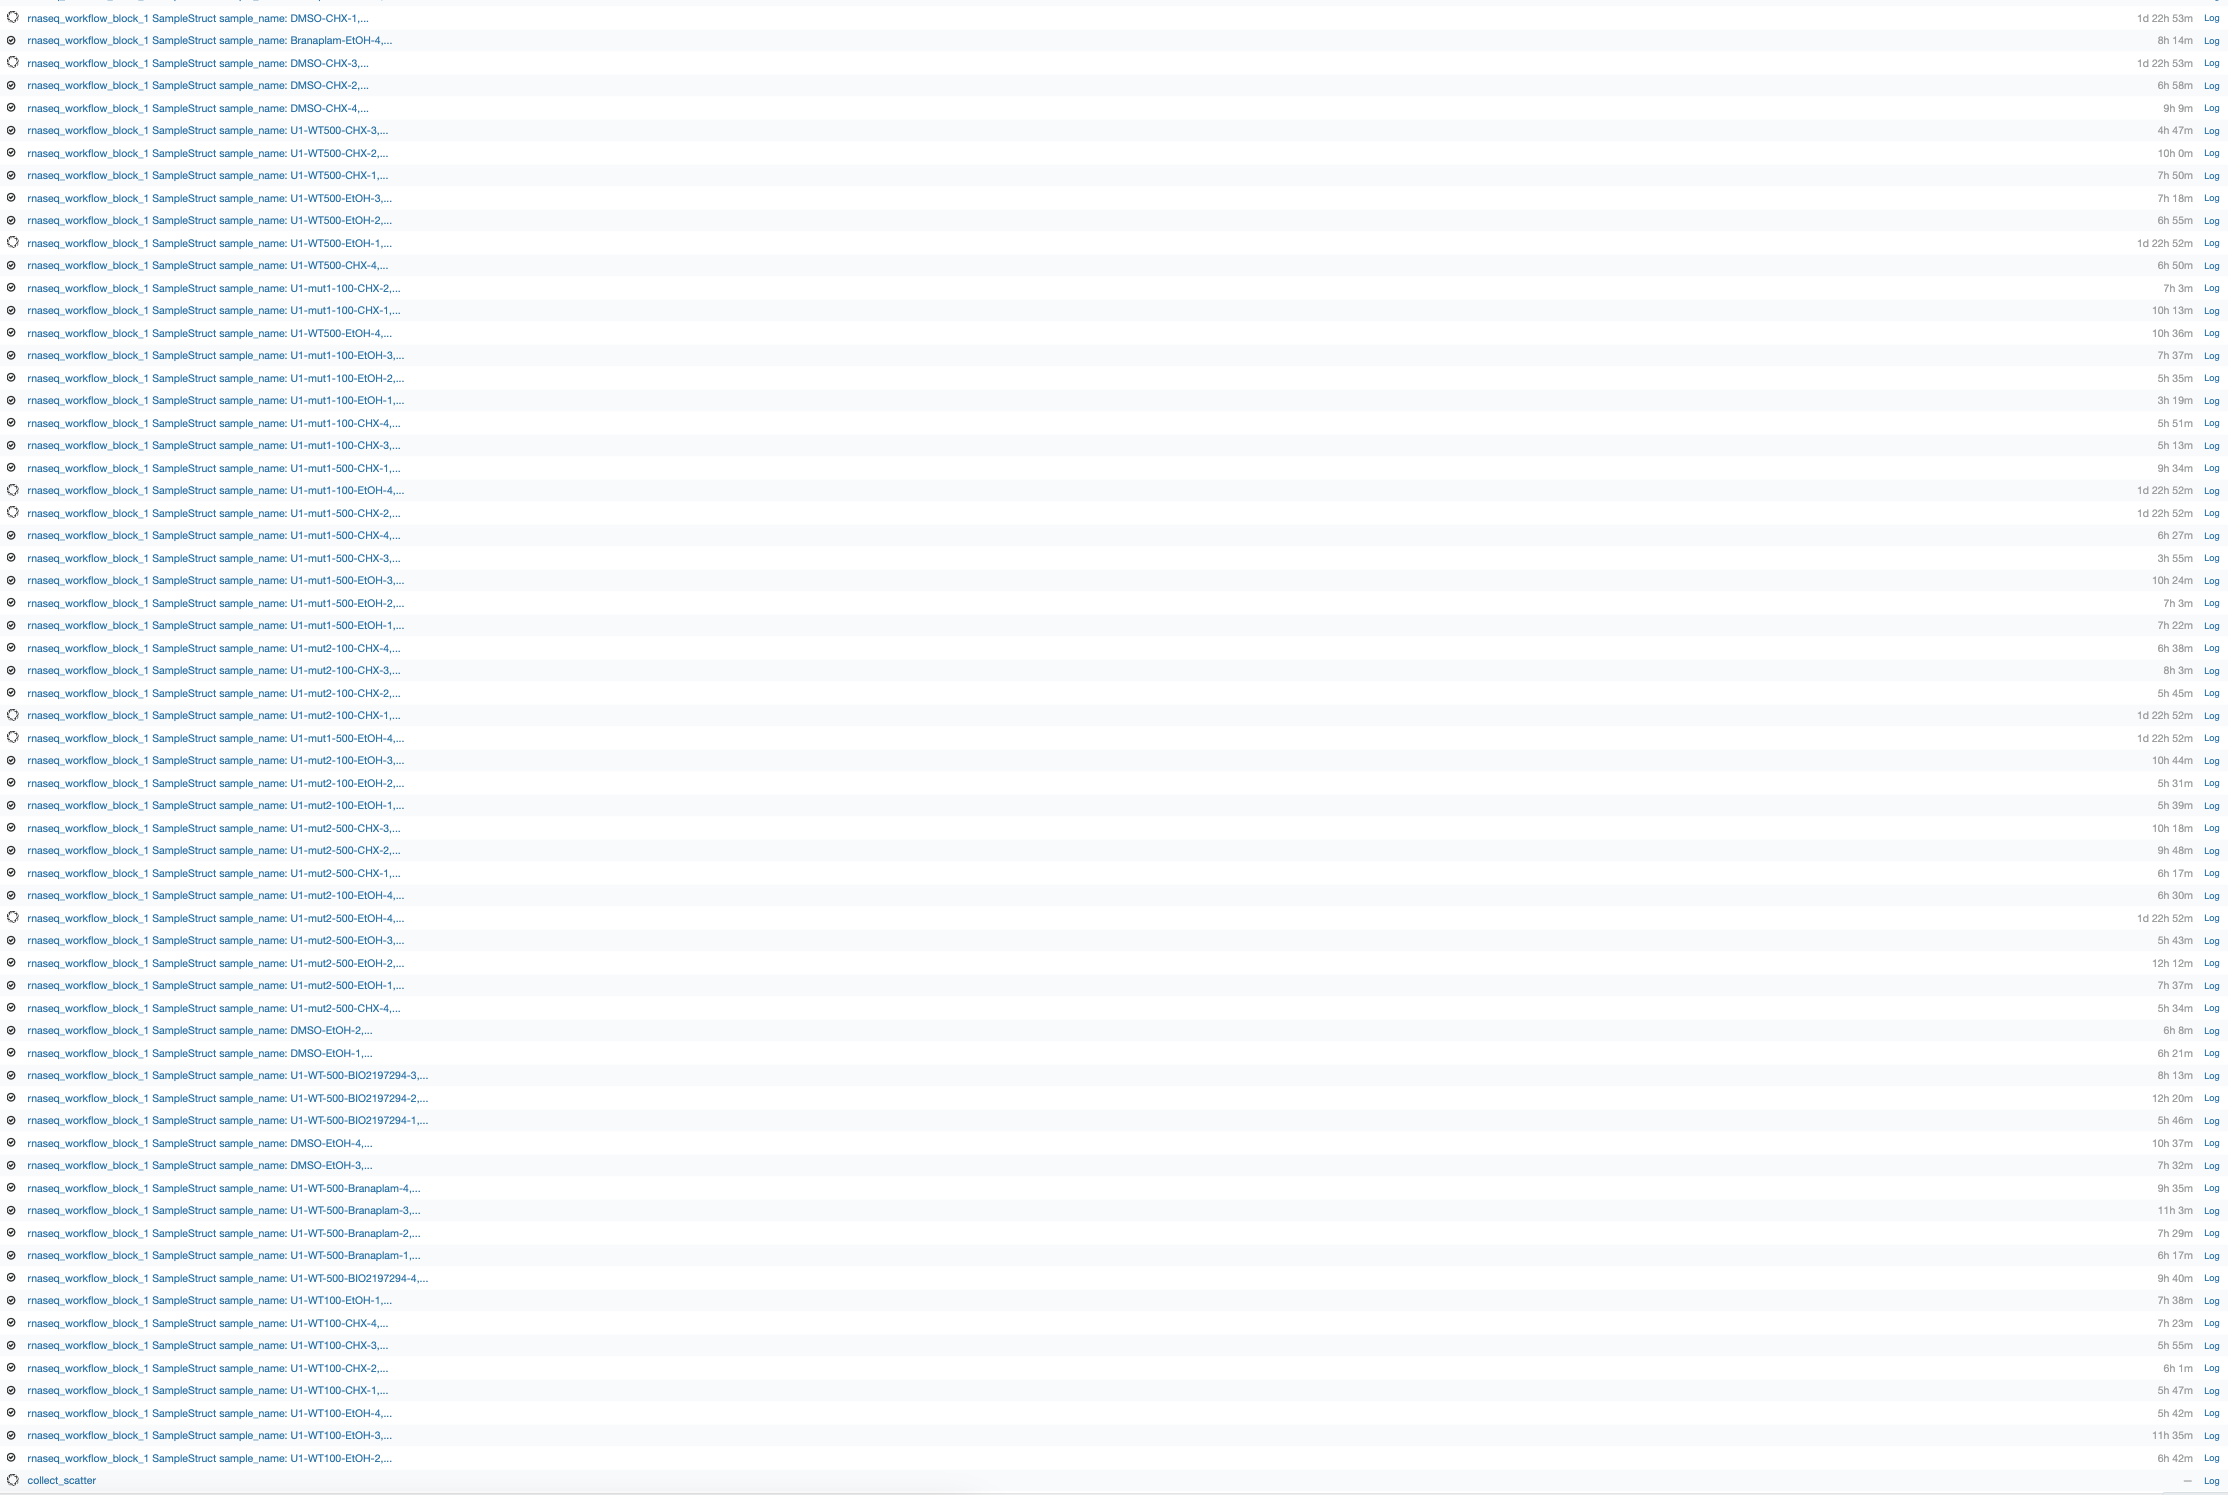 rnaseq_workflow_block_1 SampleStruct sample_name: DMSO-CHX-1,... 1d 22h 53m Log
rnaseq_workflow_block_1 SampleStruct sample_name: Branaplam-EtOH-4,... 8h 14m Log
rnaseq_workflow_block_1 SampleStruct sample_name: DMSO-CHX-3,... 1d 22h 53m Log
rnaseq_workflow_block_1 SampleStruct sample_name: DMSO-CHX-2,... 6h 58m Log
rnaseq_workflow_block_1 SampleStruct sample_name: DMSO-CHX-4,... 9h 9m Log
rnaseq_workflow_block_1 SampleStruct sample_name: U1-WT500-CHX-3,... 4h 47m Log
rnaseq_workflow_block_1 SampleStruct sample_name: U1-WT500-CHX-2,... 10h 0m Log
rnaseq_workflow_block_1 SampleStruct sample_name: U1-WT500-CHX-1,... 7h 50m Log
rnaseq_workflow_block_1 SampleStruct sample_name: U1-WT500-EtOH-3,... 7h 18m Log
rnaseq_workflow_block_1 SampleStruct sample_name: U1-WT500-EtOH-2,... 6h 55m Log
rnaseq_workflow_block_1 SampleStruct sample_name: U1-WT500-EtOH-1,... 1d 22h 52m Log
rnaseq_workflow_block_1 SampleStruct sample_name: U1-WT500-CHX-4,... 6h 50m Log
rnaseq_workflow_block_1 SampleStruct sample_name: U1-mut1-100-CHX-2,... 7h 3m Log
rnaseq_workflow_block_1 SampleStruct sample_name: U1-mut1-100-CHX-1,... 10h 13m Log
rnaseq_workflow_block_1 SampleStruct sample_name: U1-WT500-EtOH-4,... 10h 36m Log
rnaseq_workflow_block_1 SampleStruct sample_name: U1-mut1-100-EtOH-3,... 7h 37m Log
rnaseq_workflow_block_1 SampleStruct sample_name: U1-mut1-100-EtOH-2,... 5h 35m Log
rnaseq_workflow_block_1 SampleStruct sample_name: U1-mut1-100-EtOH-1,... 3h 19m Log
rnaseq_workflow_block_1 SampleStruct sample_name: U1-mut1-100-CHX-4,... 5h 51m Log
rnaseq_workflow_block_1 SampleStruct sample_name: U1-mut1-100-CHX-3,... 5h 13m Log
rnaseq_workflow_block_1 SampleStruct sample_name: U1-mut1-500-CHX-1,... 9h 34m Log
rnaseq_workflow_block_1 SampleStruct sample_name: U1-mut1-100-EtOH-4,... 1d 22h 52m Log
rnaseq_workflow_block_1 SampleStruct sample_name: U1-mut1-500-CHX-2,... 1d 22h 52m Log
rnaseq_workflow_block_1 SampleStruct sample_name: U1-mut1-500-CHX-4,... 6h 27m Log
rnaseq_workflow_block_1 SampleStruct sample_name: U1-mut1-500-CHX-3,... 3h 55m Log
rnaseq_workflow_block_1 SampleStruct sample_name: U1-mut1-500-EtOH-3,... 10h 24m Log
rnaseq_workflow_block_1 SampleStruct sample_name: U1-mut1-500-EtOH-2,... 7h 3m Log
rnaseq_workflow_block_1 SampleStruct sample_name: U1-mut1-500-EtOH-1,... 7h 22m Log
rnaseq_workflow_block_1 SampleStruct sample_name: U1-mut2-100-CHX-4,... 6h 38m Log
rnaseq_workflow_block_1 SampleStruct sample_name: U1-mut2-100-CHX-3,... 8h 3m Log
rnaseq_workflow_block_1 SampleStruct sample_name: U1-mut2-100-CHX-2,... 5h 45m Log
rnaseq_workflow_block_1 SampleStruct sample_name: U1-mut2-100-CHX-1,... 1d 22h 52m Log
rnaseq_workflow_block_1 SampleStruct sample_name: U1-mut1-500-EtOH-4,... 1d 22h 52m Log
rnaseq_workflow_block_1 SampleStruct sample_name: U1-mut2-100-EtOH-3,... 10h 44m Log
rnaseq_workflow_block_1 SampleStruct sample_name: U1-mut2-100-EtOH-2,... 5h 31m Log
rnaseq_workflow_block_1 SampleStruct sample_name: U1-mut2-100-EtOH-1,... 5h 39m Log
rnaseq_workflow_block_1 SampleStruct sample_name: U1-mut2-500-CHX-3,... 10h 18m Log
rnaseq_workflow_block_1 SampleStruct sample_name: U1-mut2-500-CHX-2,... 9h 48m Log
rnaseq_workflow_block_1 SampleStruct sample_name: U1-mut2-500-CHX-1,... 6h 17m Log
rnaseq_workflow_block_1 SampleStruct sample_name: U1-mut2-100-EtOH-4,... 6h 30m Log
rnaseq_workflow_block_1 SampleStruct sample_name: U1-mut2-500-EtOH-4,... 1d 22h 52m Log
rnaseq_workflow_block_1 SampleStruct sample_name: U1-mut2-500-EtOH-3,... 5h 43m Log
rnaseq_workflow_block_1 SampleStruct sample_name: U1-mut2-500-EtOH-2,... 12h 12m Log
rnaseq_workflow_block_1 SampleStruct sample_name: U1-mut2-500-EtOH-1,... 7h 37m Log
rnaseq_workflow_block_1 SampleStruct sample_name: U1-mut2-500-CHX-4,... 5h 34m Log
rnaseq_workflow_block_1 SampleStruct sample_name: DMSO-EtOH-2,... 6h 8m Log
rnaseq_workflow_block_1 SampleStruct sample_name: DMSO-EtOH-1,... 6h 21m Log
rnaseq_workflow_block_1 SampleStruct sample_name: U1-WT-500-BIO2197294-3,... 8h 13m Log
rnaseq_workflow_block_1 SampleStruct sample_name: U1-WT-500-BIO2197294-2,... 12h 20m Log
rnaseq_workflow_block_1 SampleStruct sample_name: U1-WT-500-BIO2197294-1,... 5h 46m Log
rnaseq_workflow_block_1 SampleStruct sample_name: DMSO-EtOH-4,... 10h 37m Log
rnaseq_workflow_block_1 SampleStruct sample_name: DMSO-EtOH-3,... 7h 32m Log
rnaseq_workflow_block_1 SampleStruct sample_name: U1-WT-500-Branaplam-4,... 9h 35m Log
rnaseq_workflow_block_1 SampleStruct sample_name: U1-WT-500-Branaplam-3,... 11h 3m Log
rnaseq_workflow_block_1 SampleStruct sample_name: U1-WT-500-Branaplam-2,... 7h 29m Log
rnaseq_workflow_block_1 SampleStruct sample_name: U1-WT-500-Branaplam-1,... 6h 17m Log
rnaseq_workflow_block_1 SampleStruct sample_name: U1-WT-500-BIO2197294-4,... 9h 40m Log
rnaseq_workflow_block_1 SampleStruct sample_name: U1-WT100-EtOH-1,... 7h 38m Log
rnaseq_workflow_block_1 SampleStruct sample_name: U1-WT100-CHX-4,... 7h 23m Log
rnaseq_workflow_block_1 SampleStruct sample_name: U1-WT100-CHX-3,... 5h 55m Log
rnaseq_workflow_block_1 SampleStruct sample_name: U1-WT100-CHX-2,... 6h 1m Log
rnaseq_workflow_block_1 SampleStruct sample_name: U1-WT100-CHX-1,... 5h 47m Log
rnaseq_workflow_block_1 SampleStruct sample_name: U1-WT100-EtOH-4,... 5h 42m Log
rnaseq_workflow_block_1 SampleStruct sample_name: U1-WT100-EtOH-3,... 11h 35m Log
rnaseq_workflow_block_1 SampleStruct sample_name: U1-WT100-EtOH-2,... 6h 42m Log
collect_scatter — Log